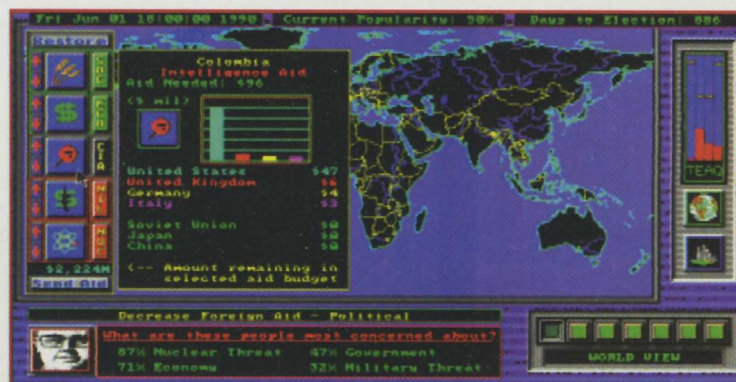 Fri Jun 01 18:00:00 1990 Current Popularity: 50% Days to Election: 886
Restore
Colombia
Intelligence Aid
Aid Needed: $96
($ mil)
CIA
United States $47
United Kingdom $6
Germany $4
Italy $3
Soviet Union $0
Japan $0
China $0
<-- Amount remaining in
selected aid budget
$2,224M
Send Aid
TEAQ
Decrease Foreign Aid - Political
What are these people most concerned about?
87% Nuclear Threat 47% Government
71% Economy 32% Military Threat
WORLD VIEW